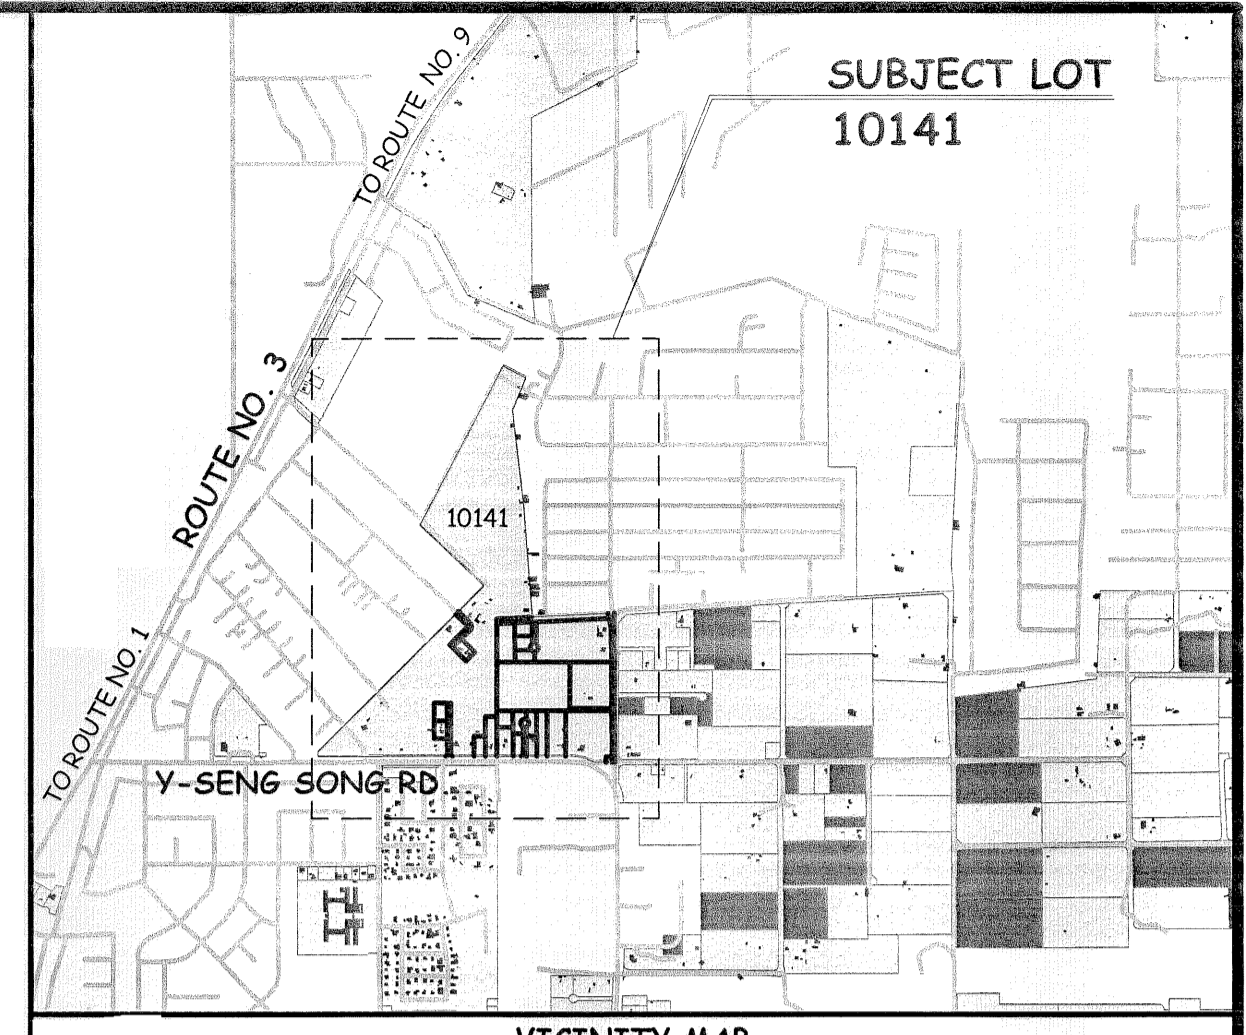 TO ROUTE NO. 9
SUBJECT LOT
10141
ROUTE NO. 3
10141
TO ROUTE NO. 1
Y-SENG SONG RD.
VICINITY MAP